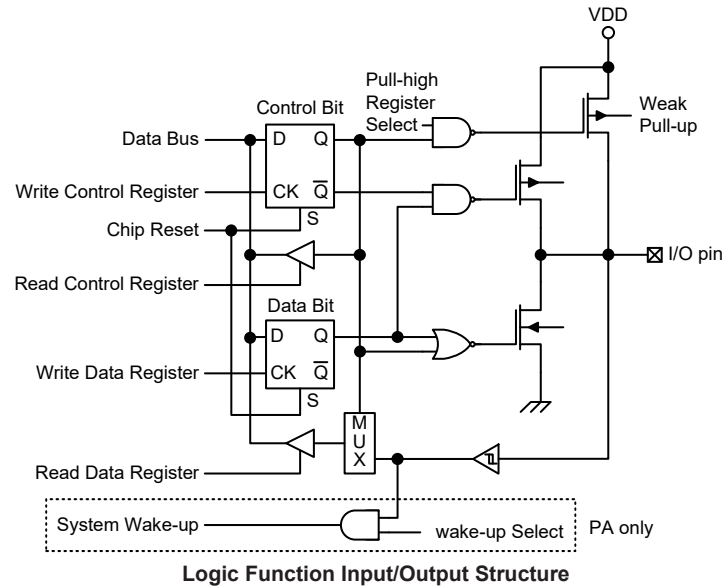 VDD
Pull-high
Register
Select
Weak
Pull-up
Control Bit
Data Bus
D Q
Write Control Register
CK Q̅
S
Chip Reset
I/O pin
Read Control Register
Data Bit
D Q
Write Data Register
CK Q̅
S
M
U
X
Read Data Register
System Wake-up
wake-up Select
PA only
Logic Function Input/Output Structure